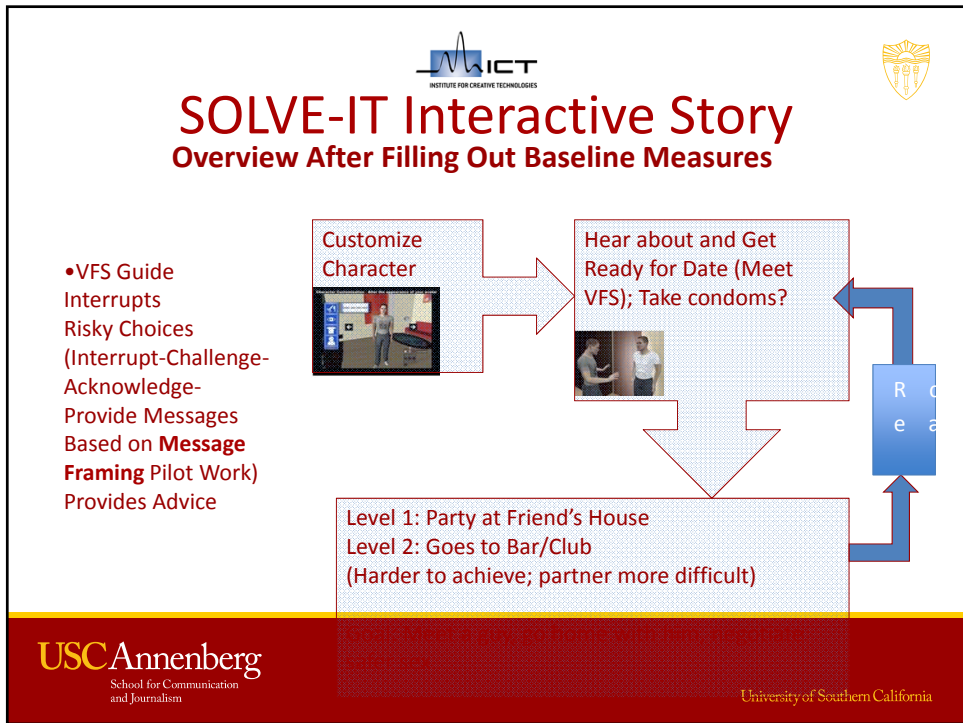 ICT
INSTITUTE FOR CREATIVE TECHNOLOGIES
SOLVE-IT Interactive Story
Overview After Filling Out Baseline Measures
•VFS Guide
Interrupts
Risky Choices
(Interrupt-Challenge-
Acknowledge-
Provide Messages
Based on Message
Framing Pilot Work)
Provides Advice
Customize
Character
Hear about and Get
Ready for Date (Meet
VFS); Take condoms?
Level 1: Party at Friend's House
Level 2: Goes to Bar/Club
(Harder to achieve; partner more difficult)
USC Annenberg
School for Communication
and Journalism
University of Southern California